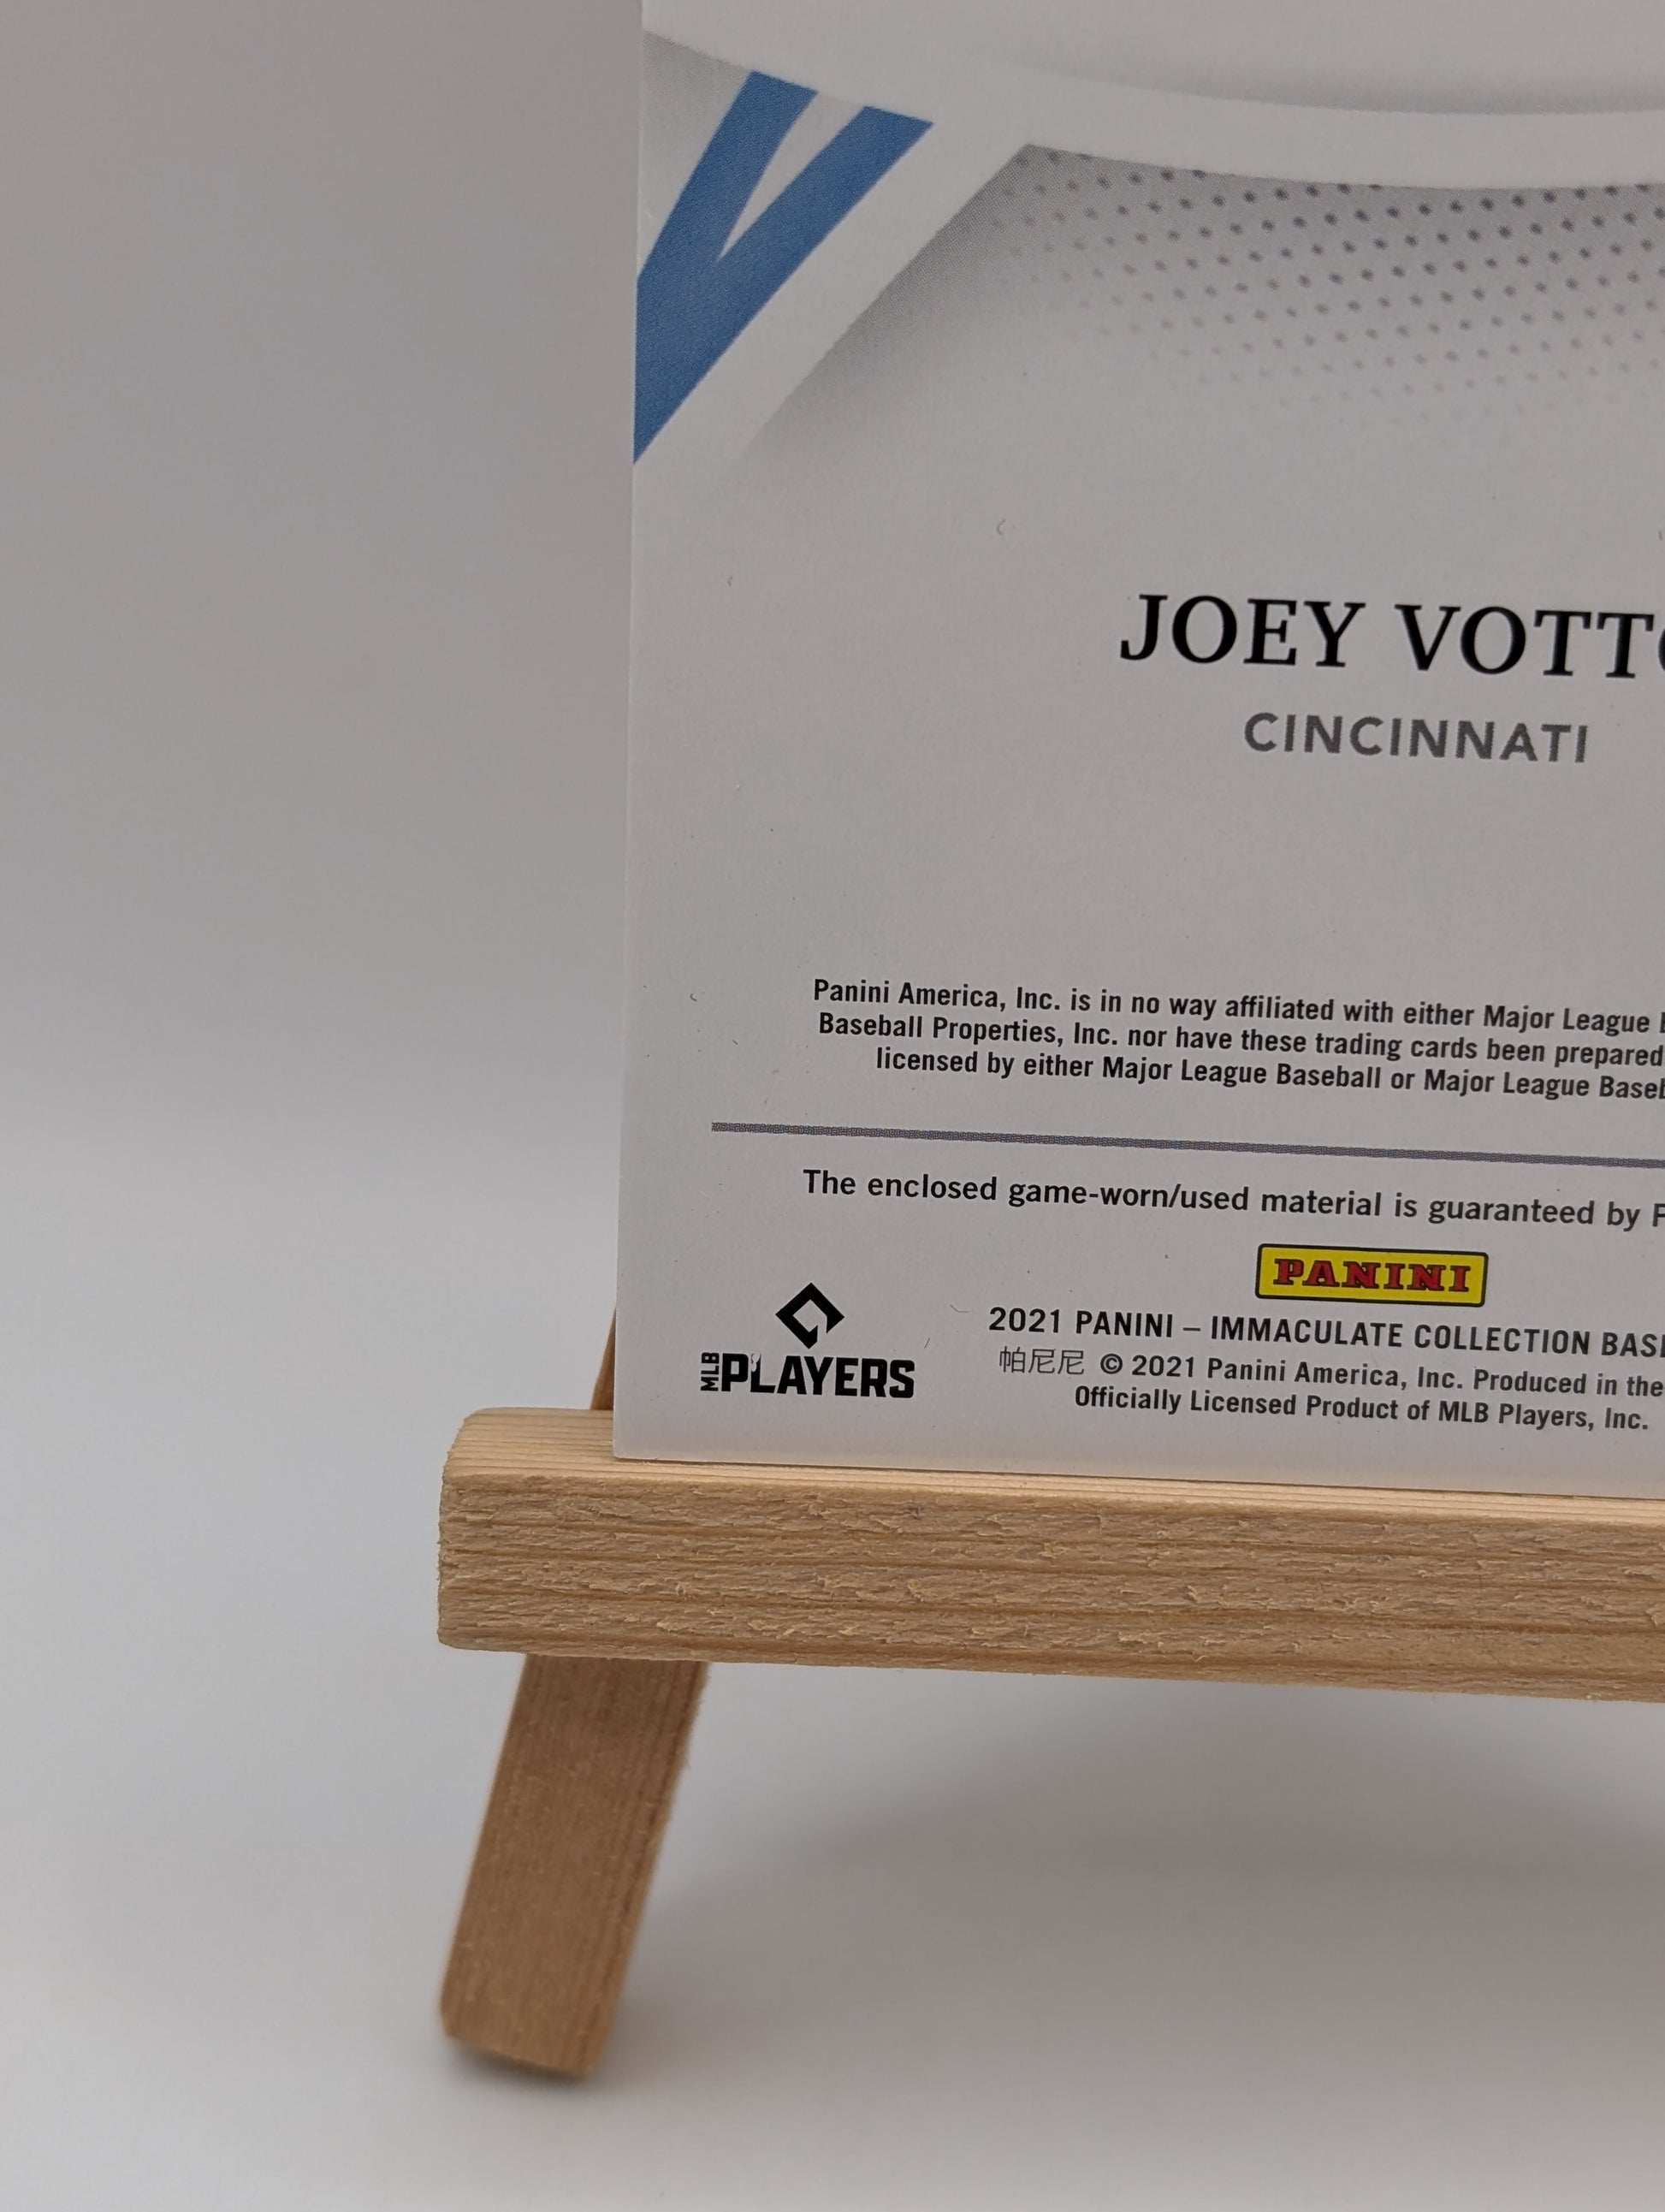 JOEY VOTT
CINCINNATI
Panini America, Inc. is in no way affiliated with either Major League
Baseball Properties, Inc. nor have these trading cards been prepared
licensed by either Major League Baseball or Major League
The enclosed game-worn/used material is guaranteed by
PANINI
MLB PLAYERS
2021 PANINI – IMMACULATE COLLECTION
帕尼尼 © 2021 Panini America, Inc. Produced in the
Officially Licensed Product of MLB Players, Inc.